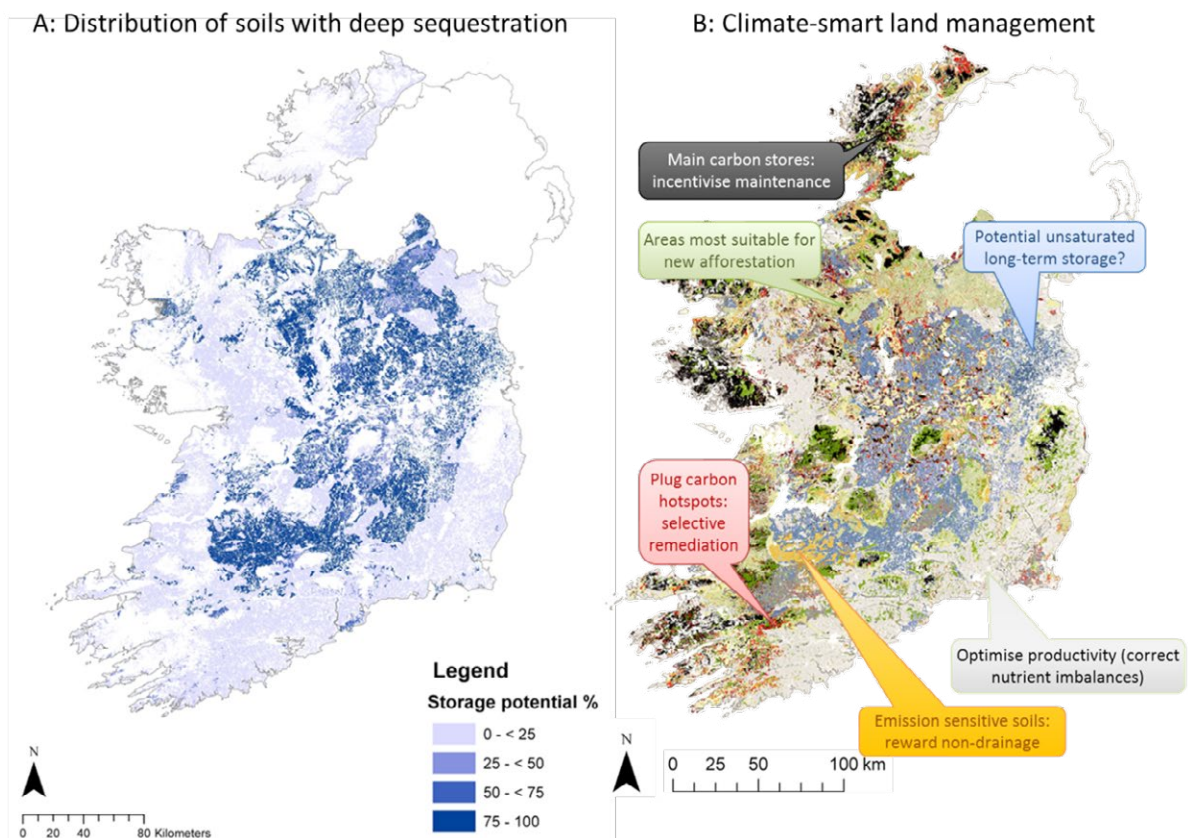 A: Distribution of soils with deep sequestration
B: Climate-smart land management
Main carbon stores:
incentivise maintenance
Areas most suitable for
new afforestation
Potential unsaturated
long-term storage?
Plug carbon
hotspots:
selective
remediation
Optimise productivity (correct
nutrient imbalances)
Emission sensitive soils:
reward non-drainage
Legend
Storage potential %
0 - < 25
25 - < 50
50 - < 75
75 - 100
N
0 20 40 80 Kilometers
N
0 25 50 100 km